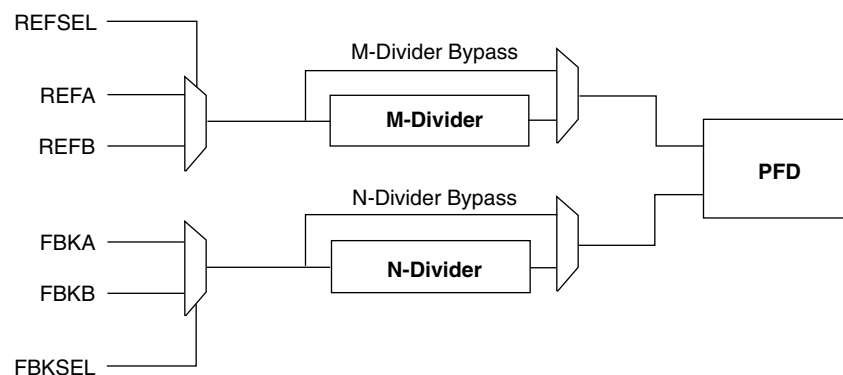 REFSEL
M-Divider Bypass
REFA
M-Divider
REFB
PFD
N-Divider Bypass
FBKA
N-Divider
FBKB
FBKSEL